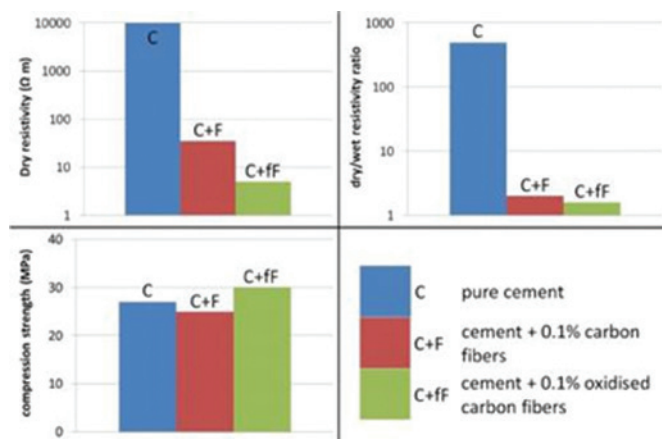 Dry resistivity (Ω m)
10000
1000
100
10
1
C
C+F
C+fF
dry/wet resistivity ratio
1000
100
10
1
C
C+F
C+fF
compression strength (MPa)
40
30
20
10
0
C
C+F
C+fF
C pure cement
C+F cement + 0.1% carbon
fibers
C+fF cement + 0.1% oxidised
carbon fibers